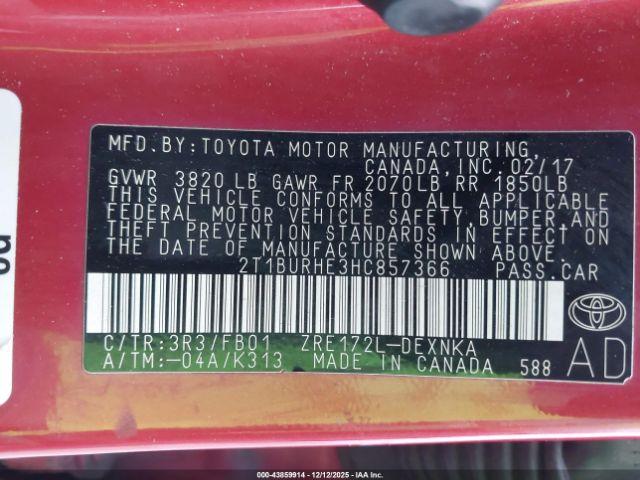 MFD.BY:TOYOTA MOTOR MANUFACTURING,
CANADA,INC. 02/17
GVWR 3820 LB GAWR FR 2070LB RR 1850LB
THIS VEHICLE CONFORMS TO ALL APPLICABLE
FEDERAL MOTOR VEHICLE SAFETY,BUMPER AND
THEFT PREVENTION STANDARDS IN EFFECT ON
THE DATE OF MANUFACTURE SHOWN ABOVE.
2T1BURHE3HC857366 PASS.CAR
C/TR:3R3/FB01 ZRE172L-DEXNKA
A/TM:-04A/K313 MADE IN CANADA 588
AD
000-43859914 | 12/12/2025 - Copart, IAA Inc.